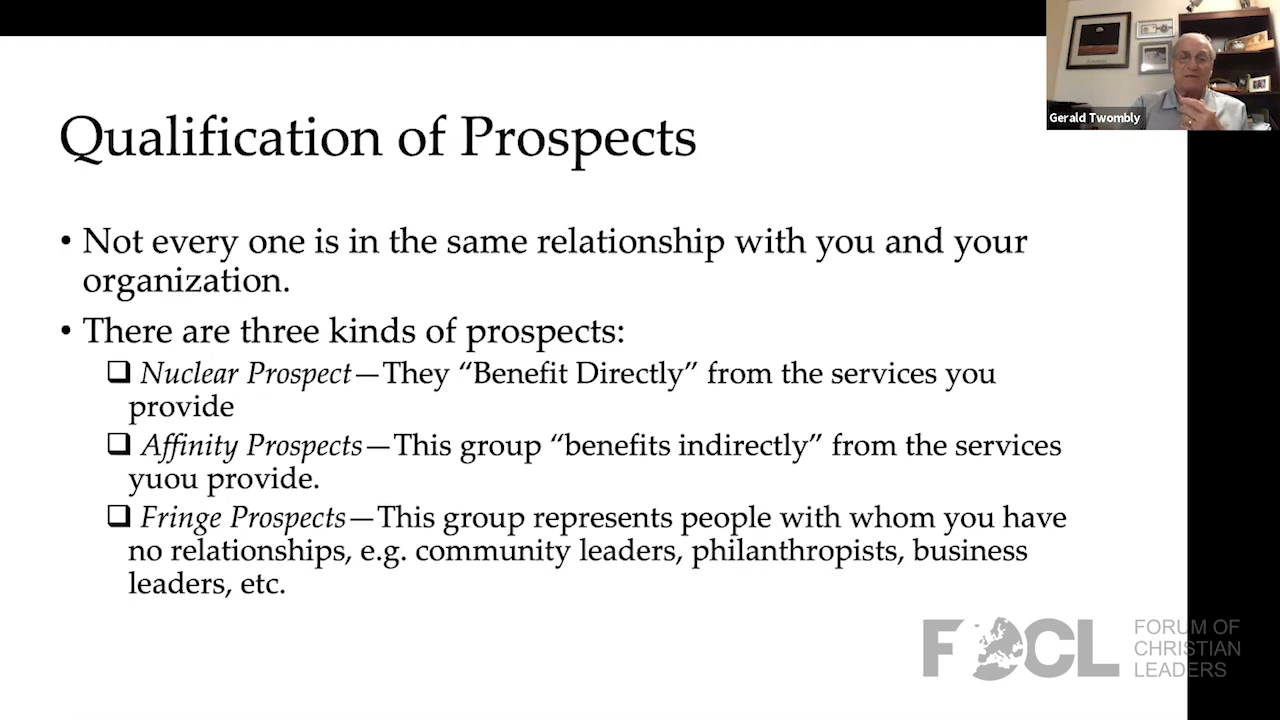 Gerald Twombly
Qualification of Prospects
• Not every one is in the same relationship with you and your
organization.
• There are three kinds of prospects:
❑ Nuclear Prospect—They “Benefit Directly” from the services you
provide
❑ Affinity Prospects—This group “benefits indirectly” from the services
yuou provide.
❑ Fringe Prospects—This group represents people with whom you have
no relationships, e.g. community leaders, philanthropists, business
leaders, etc.
FOCL
FORUM OF
CHRISTIAN
LEADERS